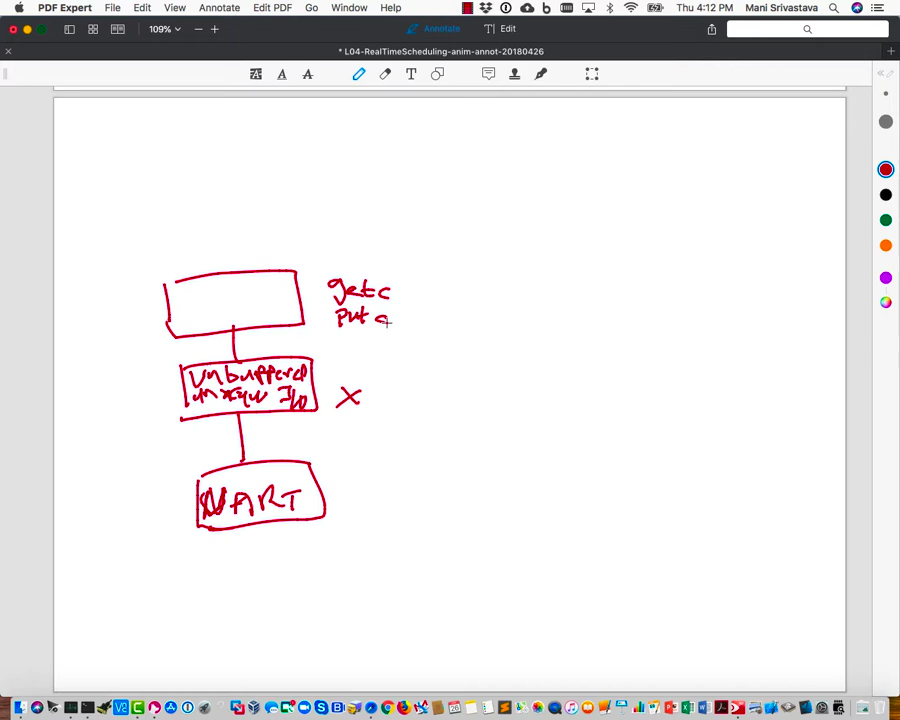 PDF Expert File Edit View Annotate Edit PDF Go Window Help Thu 4:12 PM Mani Srivastava
109% Annotate Edit
* L04-RealTimeScheduling-anim-annot-20180426
getc
putc
Unbuffered
I/O
X
UART